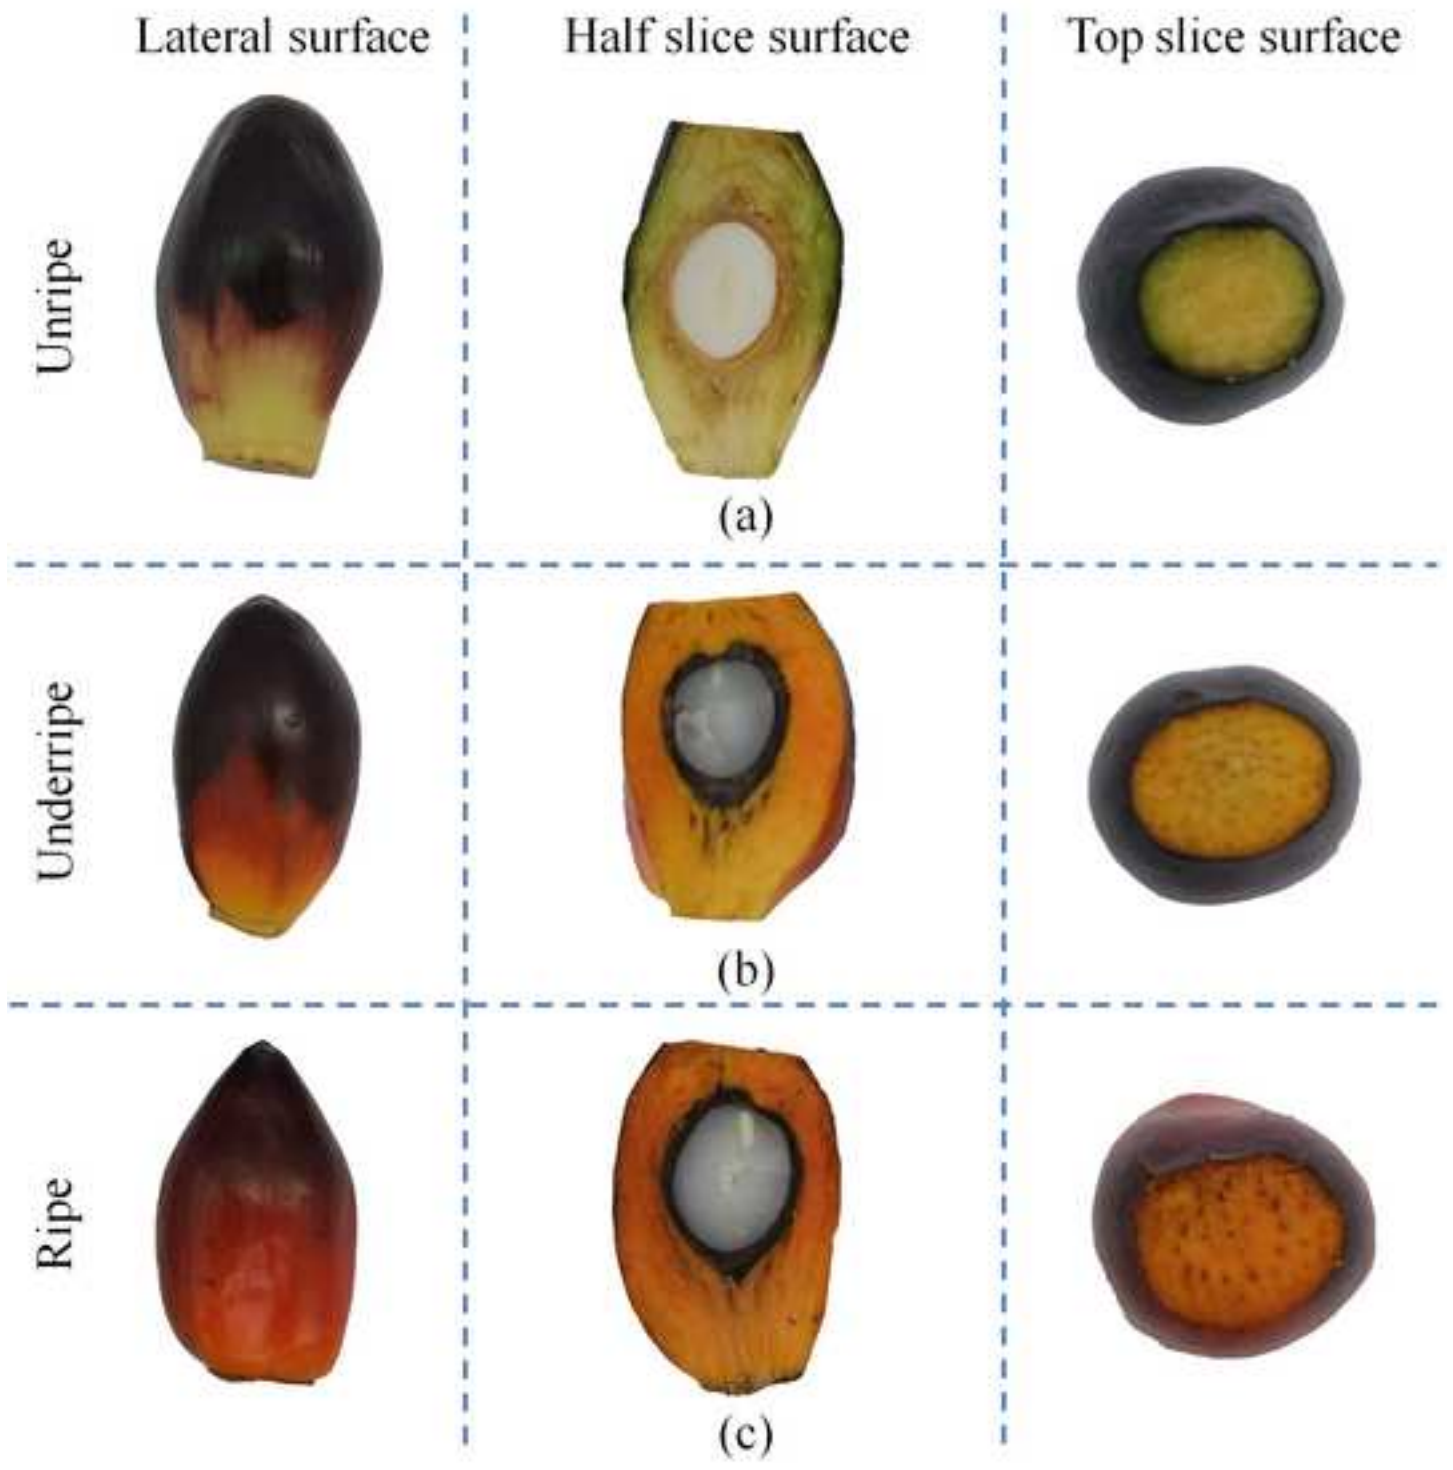 Lateral surface
Half slice surface
Top slice surface
Unripe
(a)
Underripe
(b)
Ripe
(c)